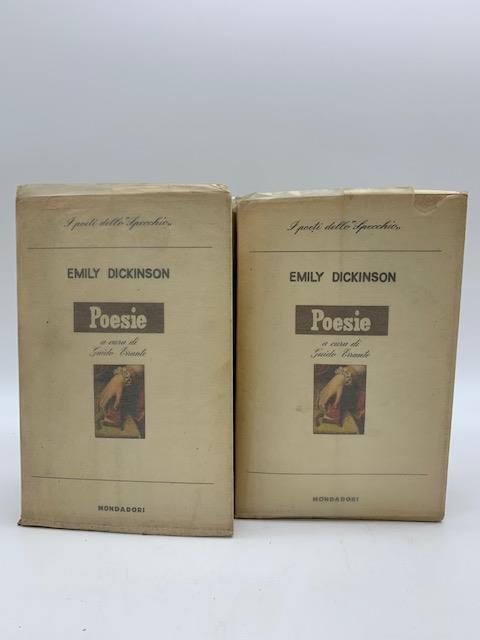 I poeti dello "Specchio"
EMILY DICKINSON
Poesie
a cura di
Guido Errante
MONDADORI
I poeti dello "Specchio"
EMILY DICKINSON
Poesie
a cura di
Guido Errante
MONDADORI